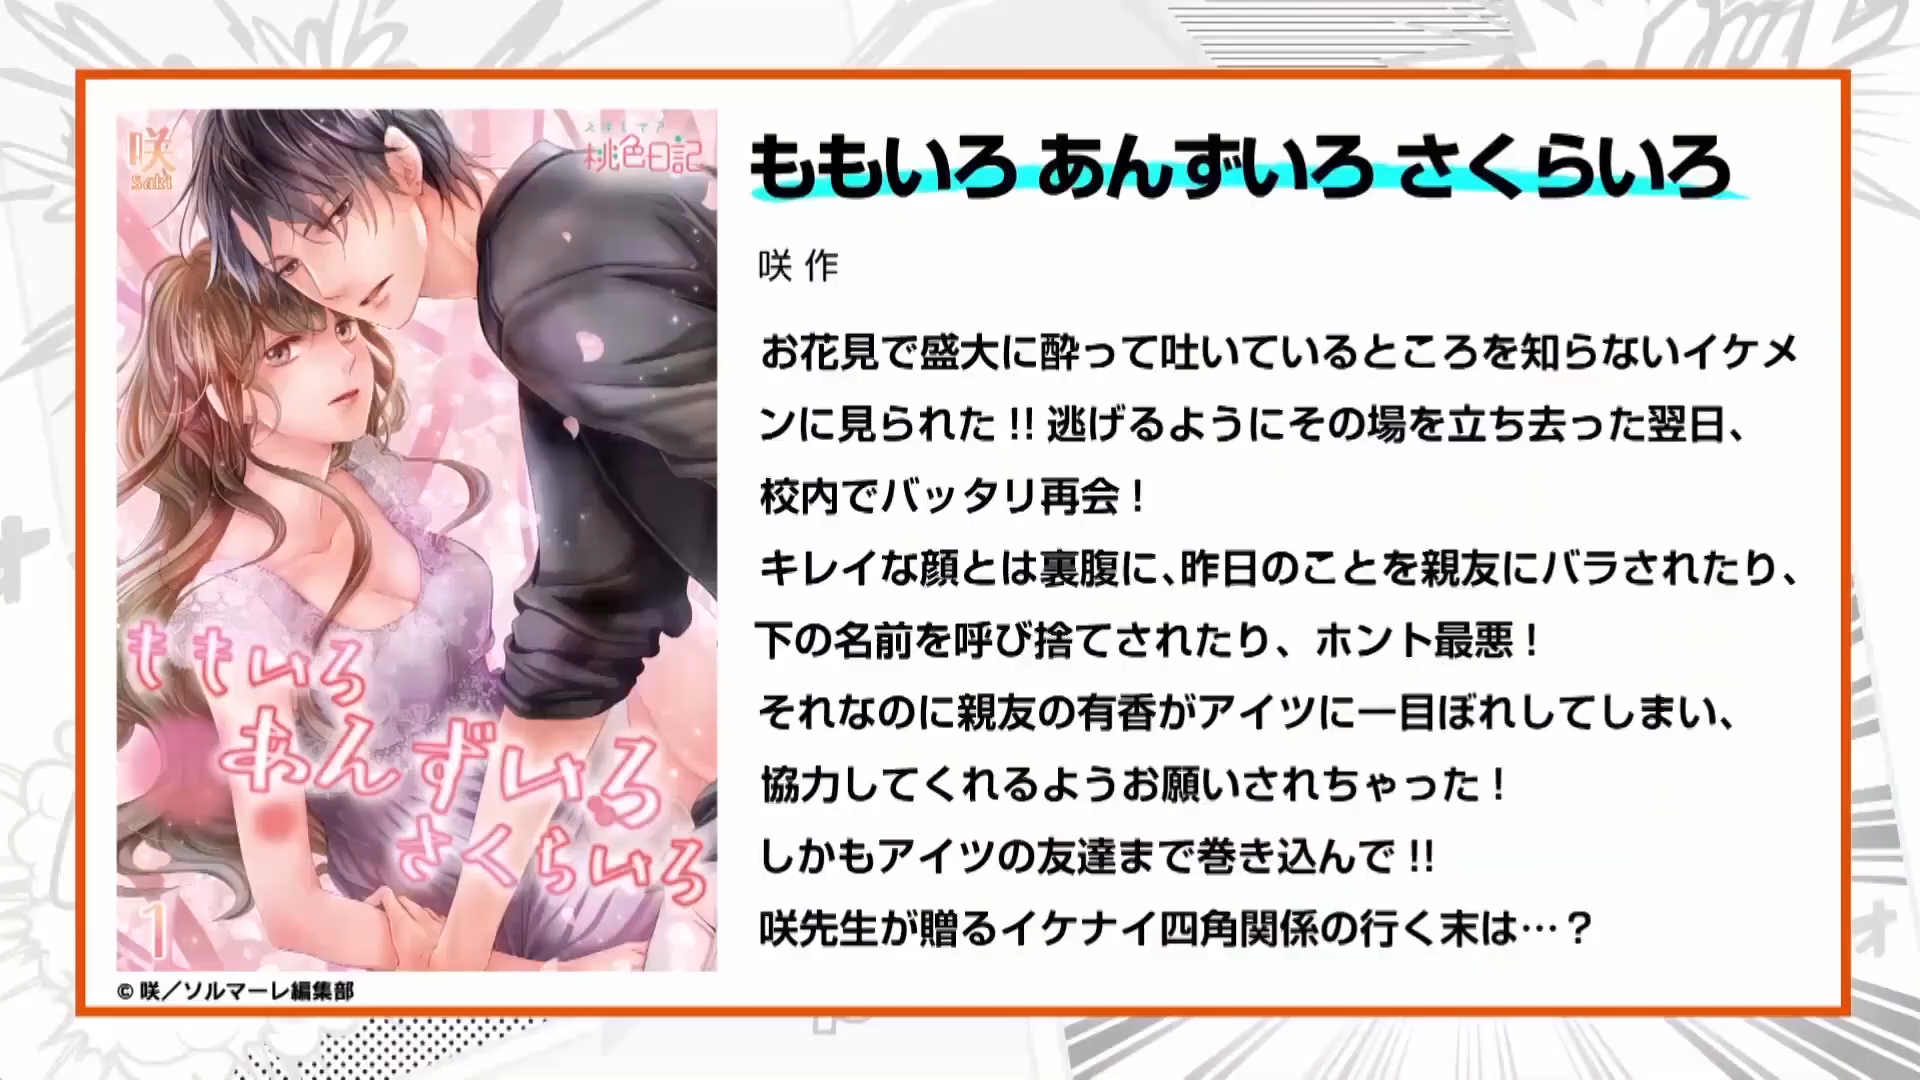 咲
Saki
桃色日記
ももいろ
あんずいろ
さくらいろ
1
© 咲／ソルマーレ編集部
ももいろ あんずいろ さくらいろ
咲 作
お花見で盛大に酔って吐いているところを知らないイケメ
ンに見られた !! 逃げるようにその場を立ち去った翌日、
校内でバッタリ再会！
キレイな顔とは裏腹に、昨日のことを親友にバラされたり、
下の名前を呼び捨てされたり、ホント最悪！
それなのに親友の有香がアイツに一目ぼれしてしまい、
協力してくれるようお願いされちゃった！
しかもアイツの友達まで巻き込んで !!
咲先生が贈るイケナイ四角関係の行く末は…？